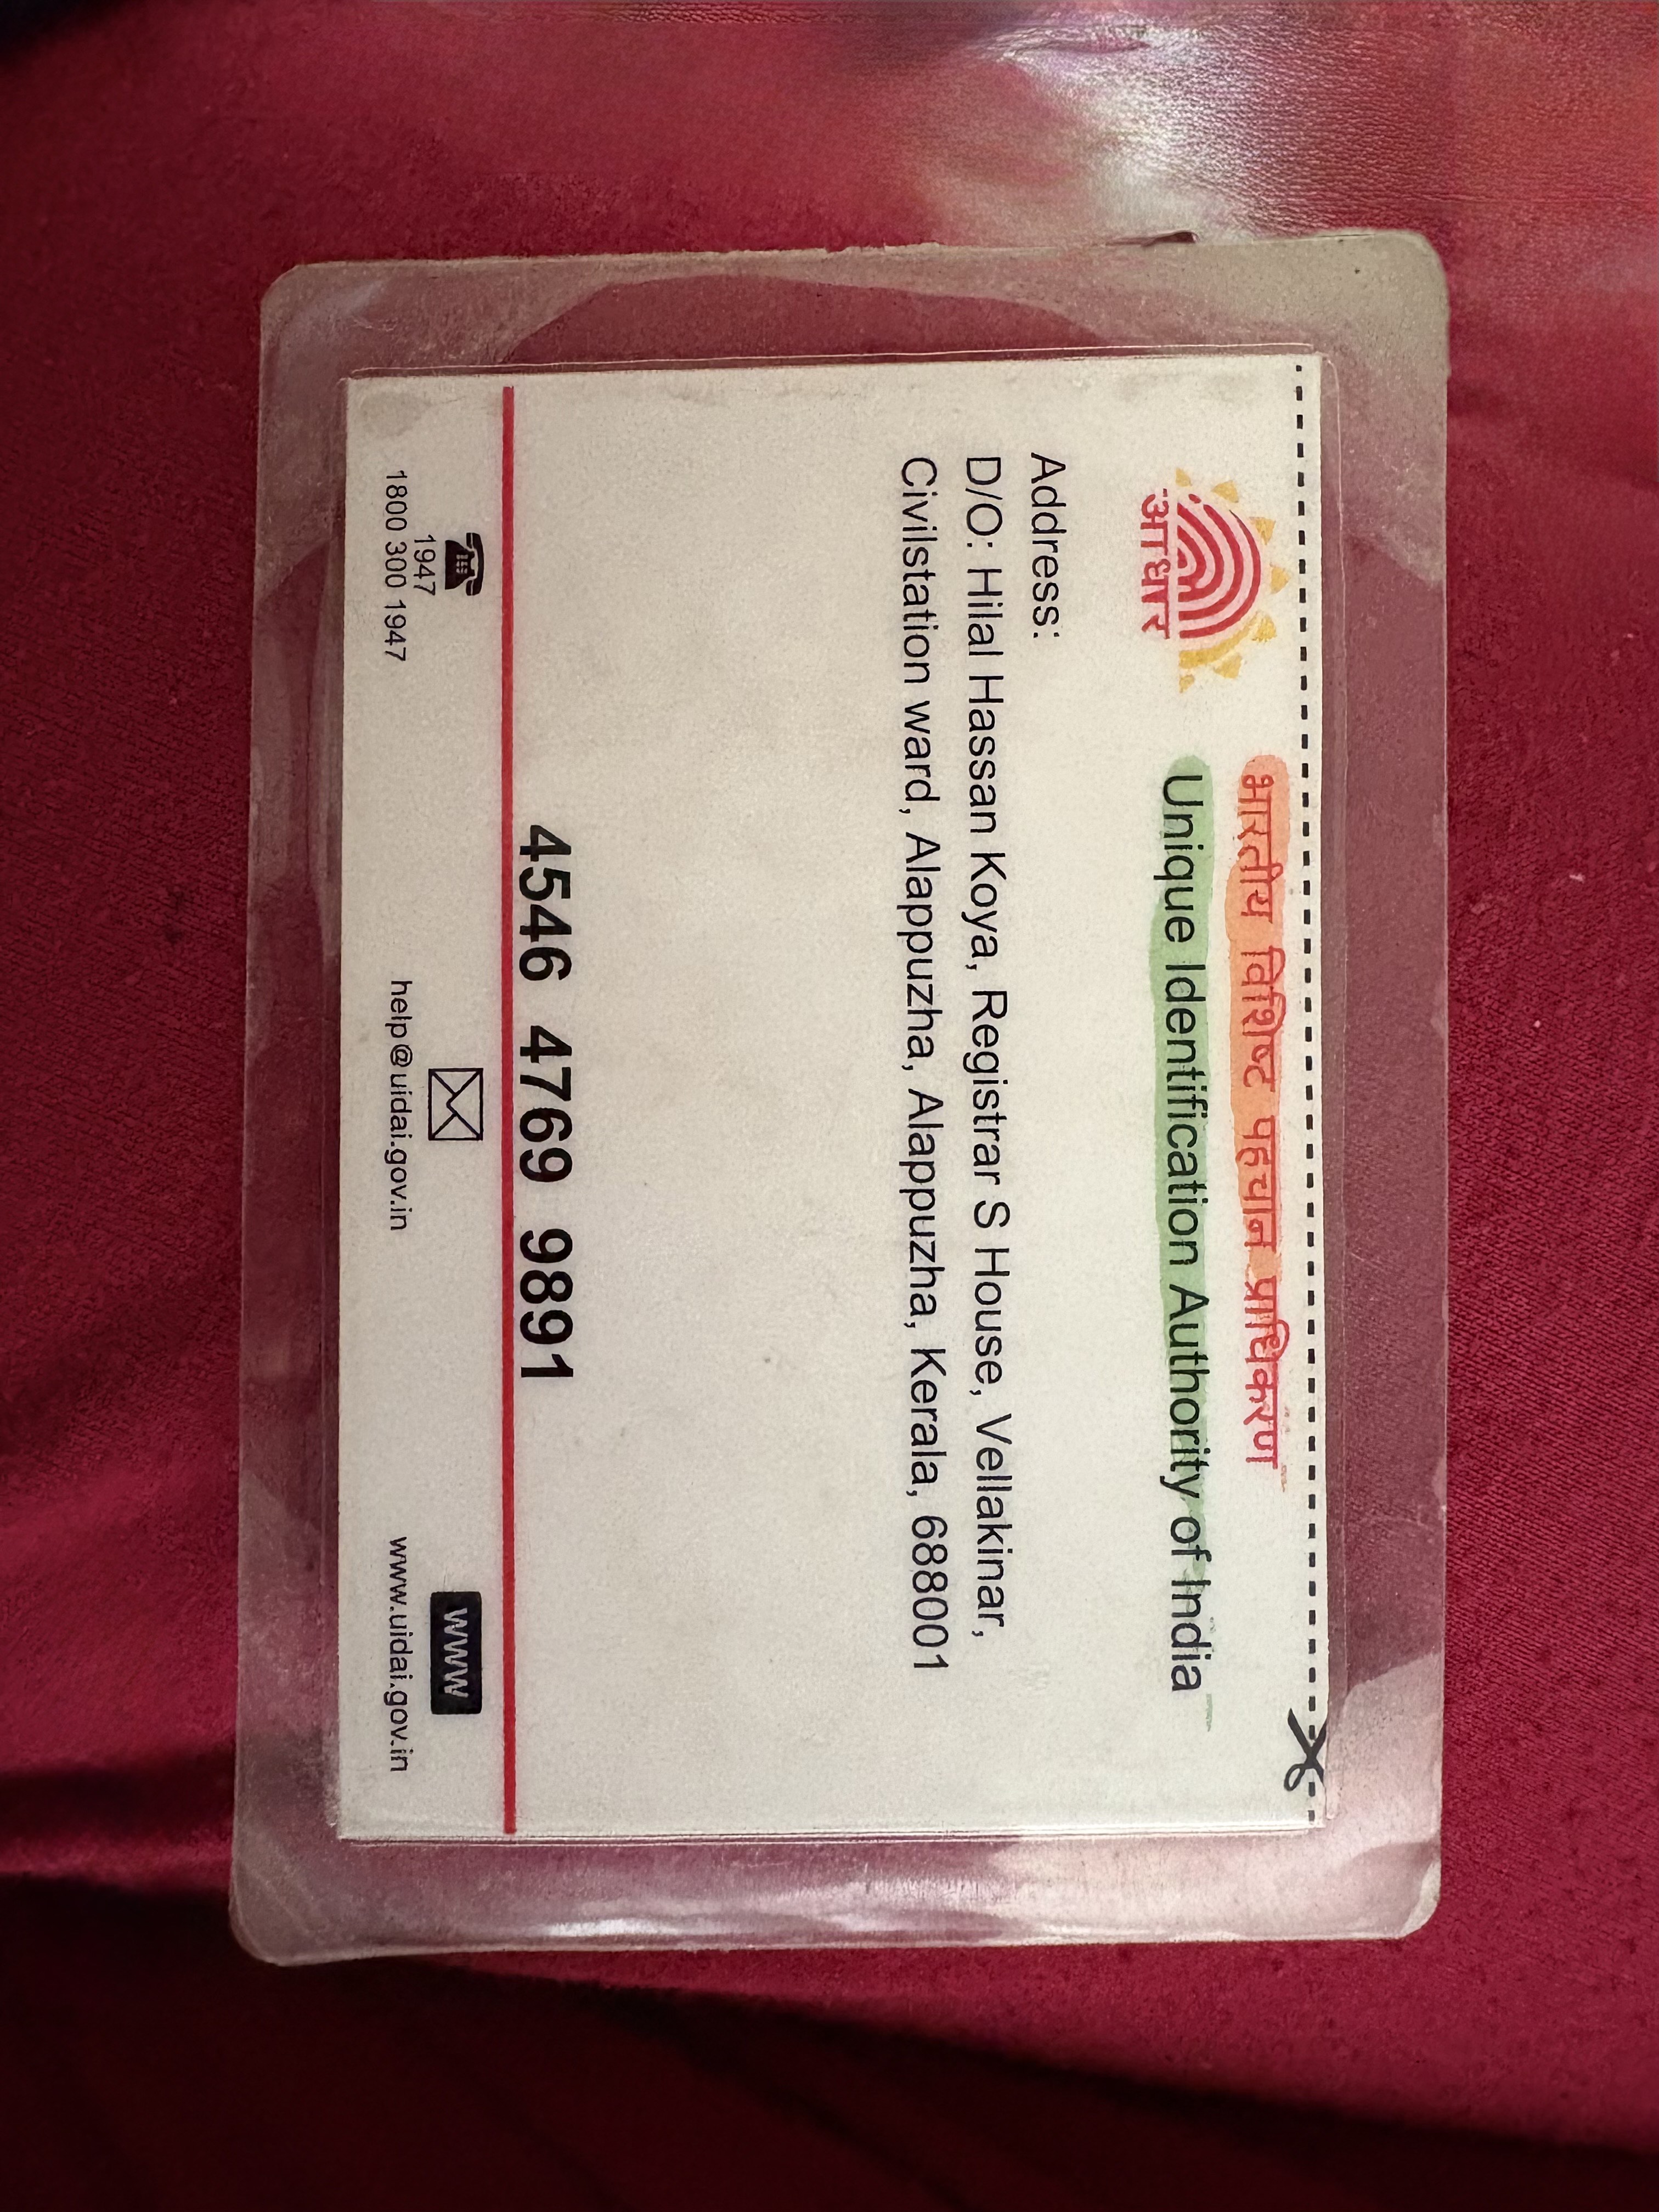 भारतीय विशिष्ट पहचान प्राधिकरण
Unique Identification Authority of India
आधार
Address:
D/O: Hilal Hassan Koya, Registrar S House, Vellakinar,
Civilstation ward, Alappuzha, Alappuzha, Kerala, 688001
4546 4769 9891
1947
1800 300 1947
help@uidai.gov.in
www
www.uidai.gov.in